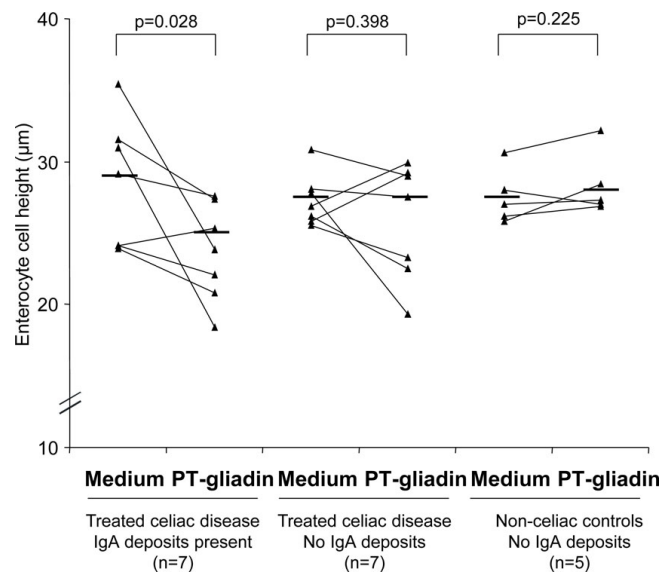 40
p=0.028
p=0.398
p=0.225
30
20
10
Enterocyte cell height (µm)
Medium PT-gliadin Medium PT-gliadin Medium PT-gliadin
Treated celiac disease
IgA deposits present
(n=7)
Treated celiac disease
No IgA deposits
(n=7)
Non-celiac controls
No IgA deposits
(n=5)